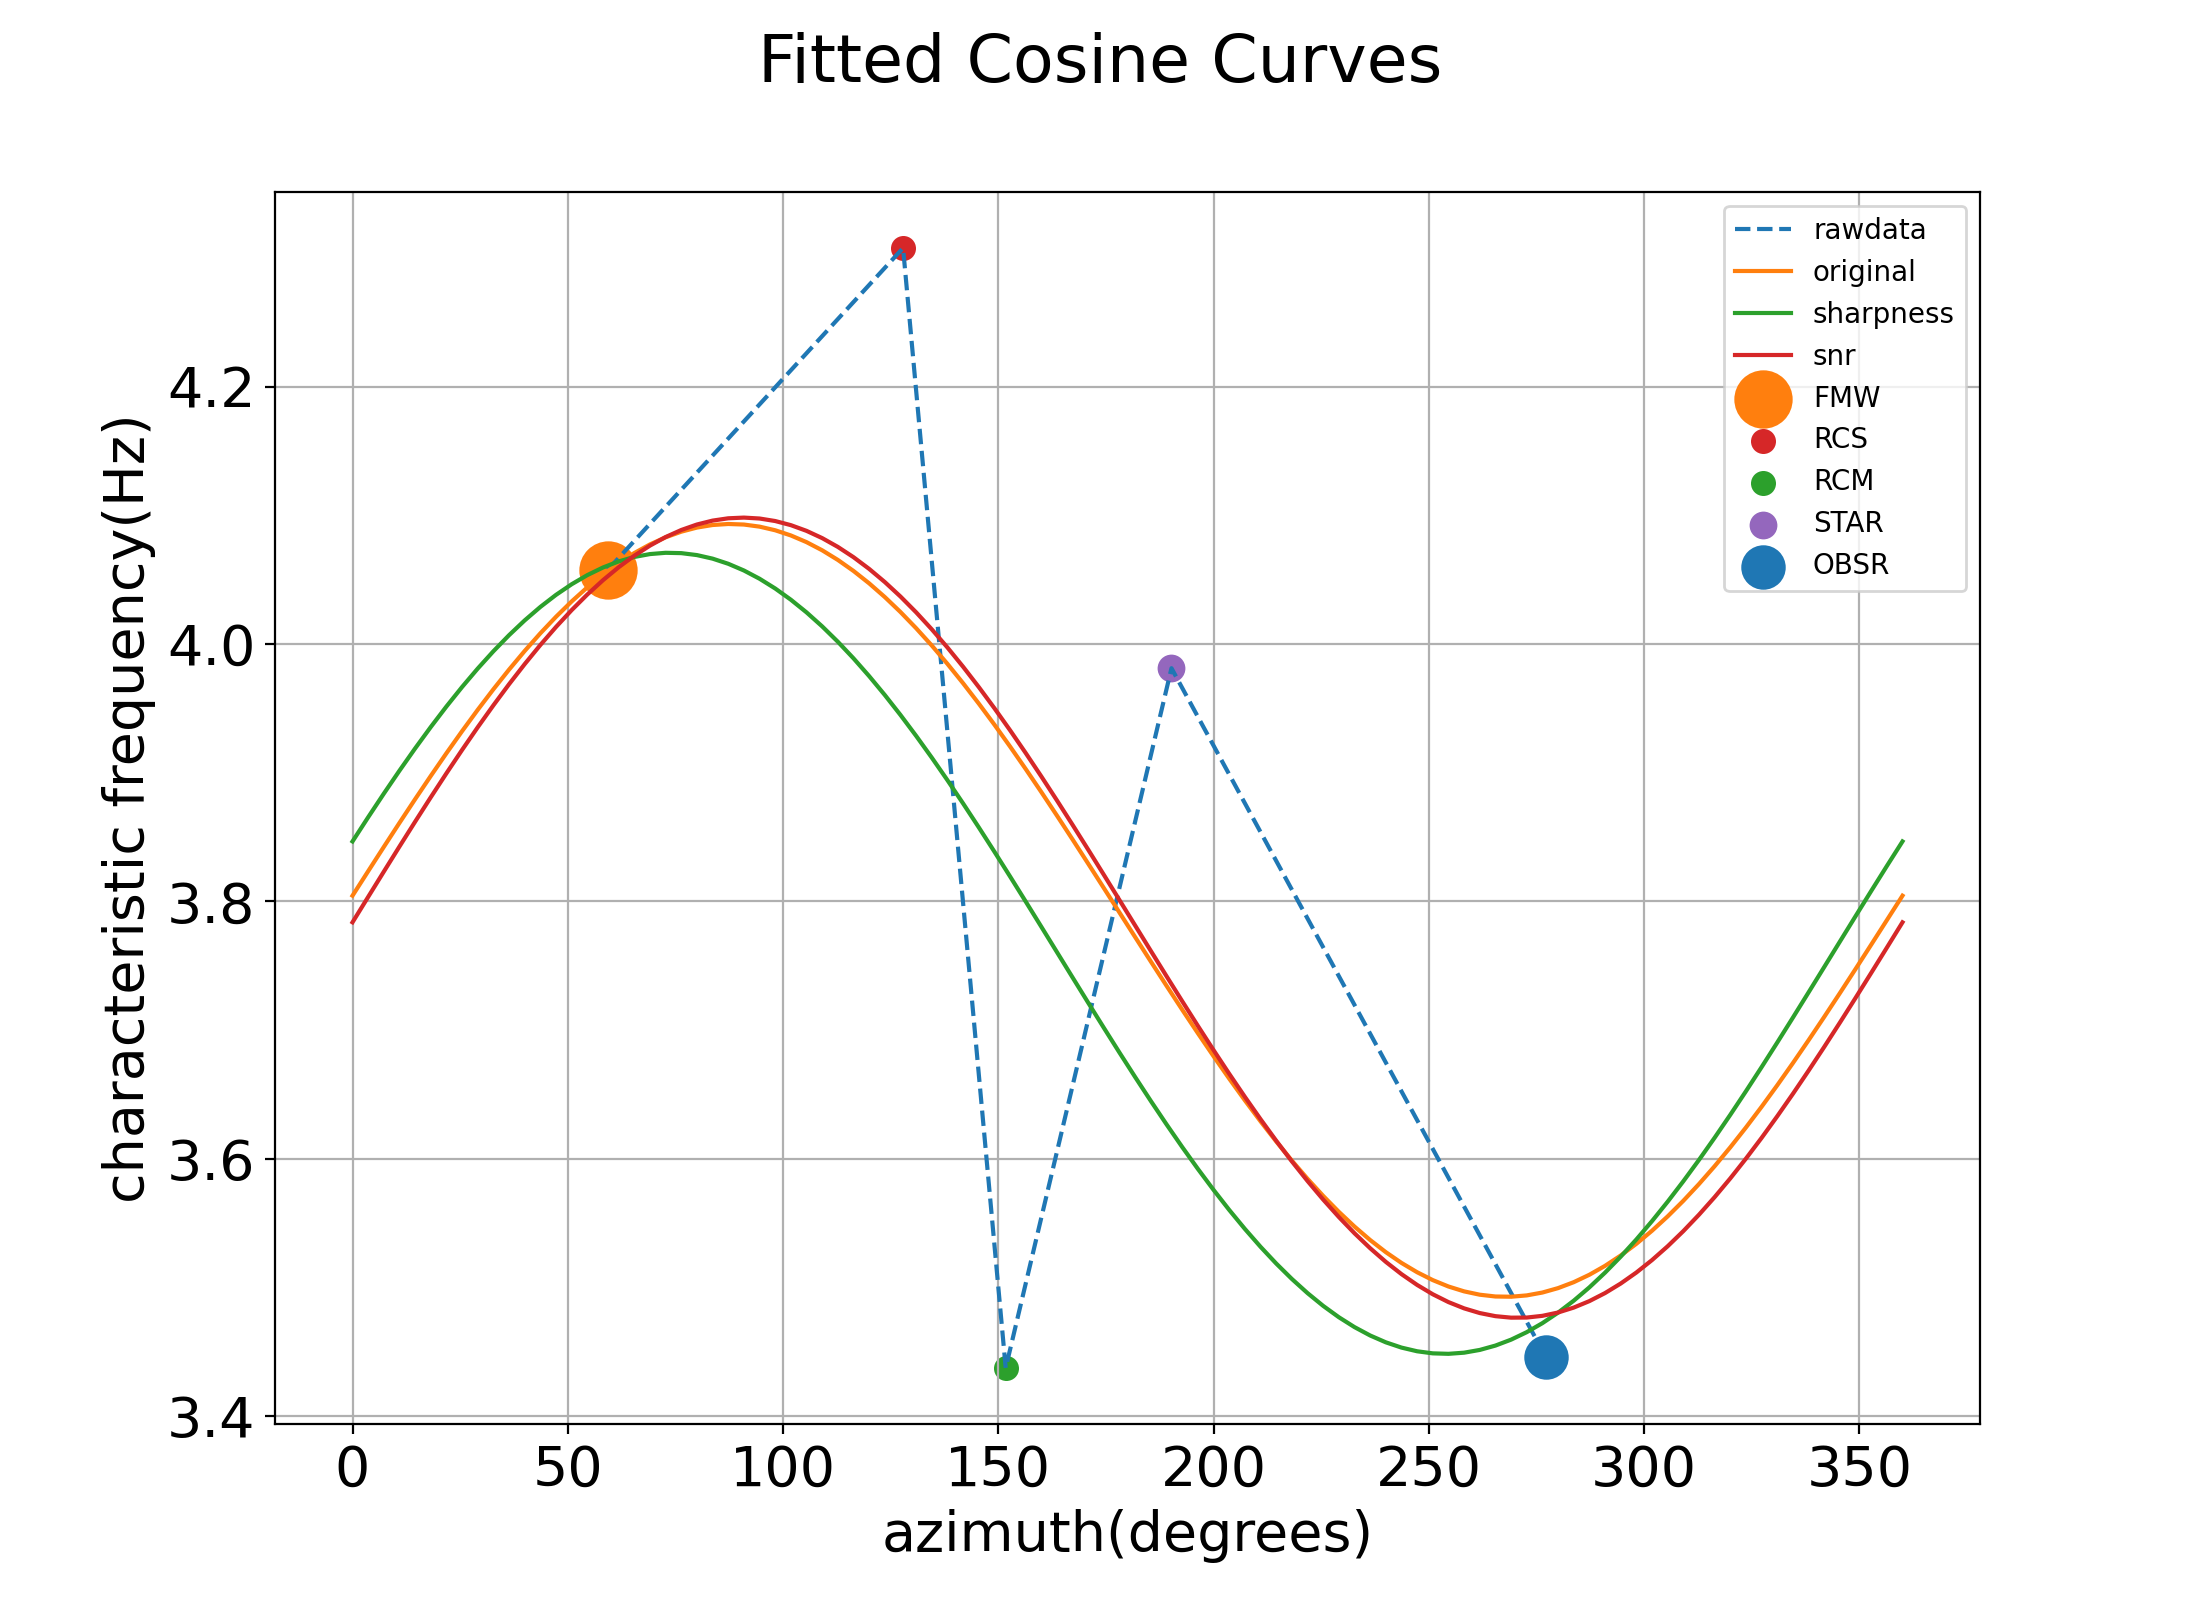 Fitted Cosine Curves
rawdata
original
sharpness
snr
FMW
RCS
RCM
STAR
OBSR
characteristic frequency(Hz)
4.2
4.0
3.8
3.6
3.4
0 50 100 150 200 250 300 350
azimuth(degrees)